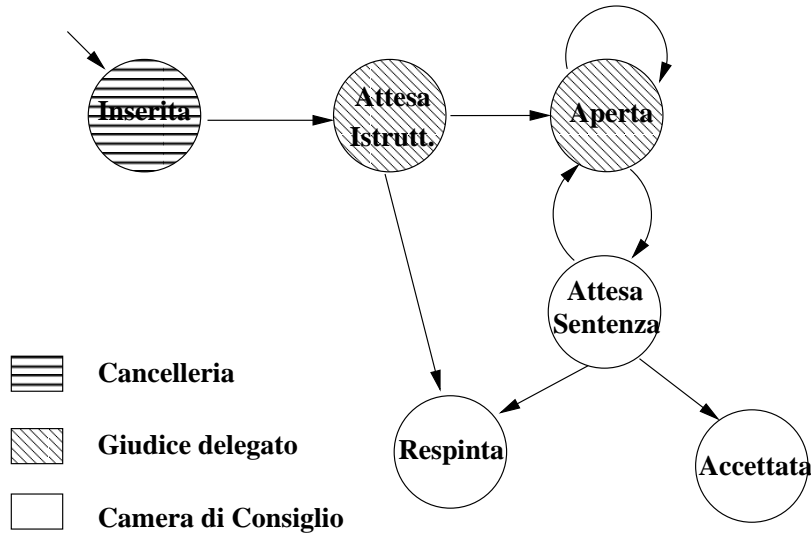 Inserita
Attesa
Istrutt.
Aperta
Attesa
Sentenza
Respinta
Accettata
Cancelleria
Giudice delegato
Camera di Consiglio